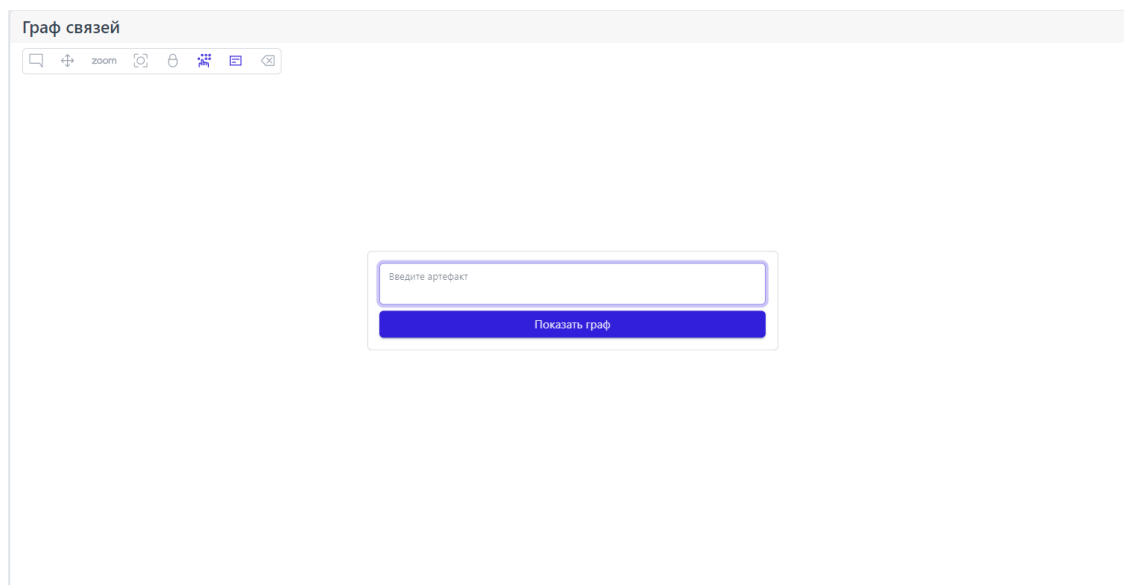 Граф связей
zoom
Введите артефакт
Показать граф